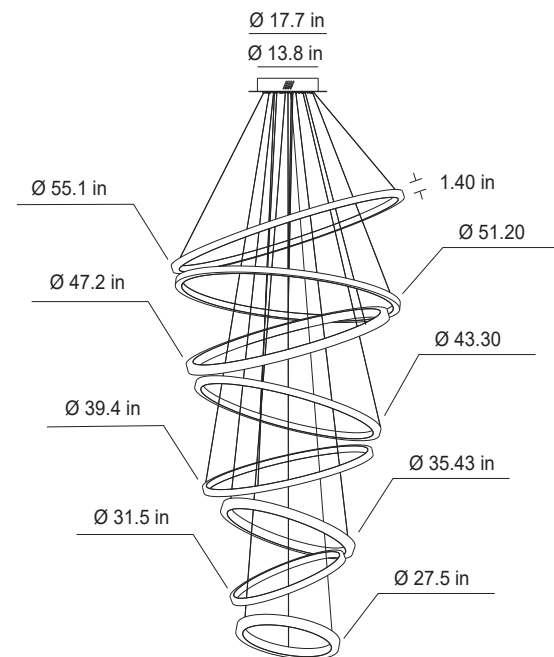 Ø 17.7 in
Ø 13.8 in
1.40 in
Ø 55.1 in
Ø 51.20
Ø 47.2 in
Ø 43.30
Ø 39.4 in
Ø 35.43 in
Ø 31.5 in
Ø 27.5 in